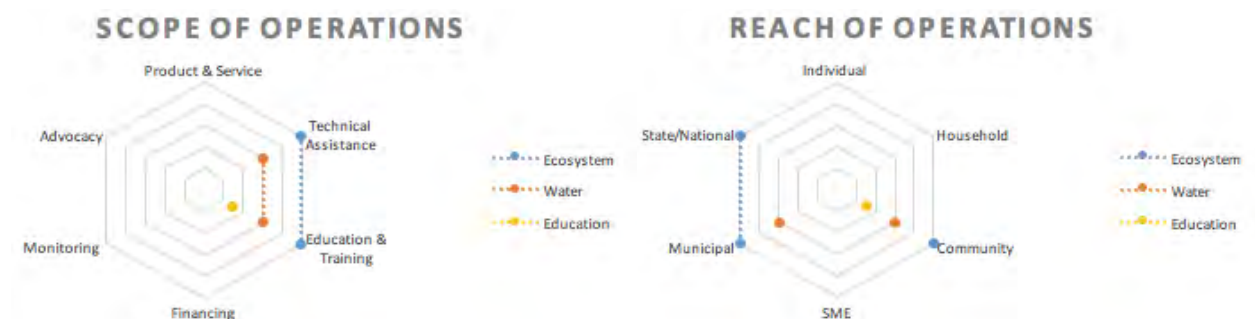 SCOPE OF OPERATIONS
Product & Service
Advocacy
Technical
Assistance
Monitoring
Education &
Training
Financing
Ecosystem
Water
Education
REACH OF OPERATIONS
Individual
State/National
Household
Municipal
Community
SME
Ecosystem
Water
Education